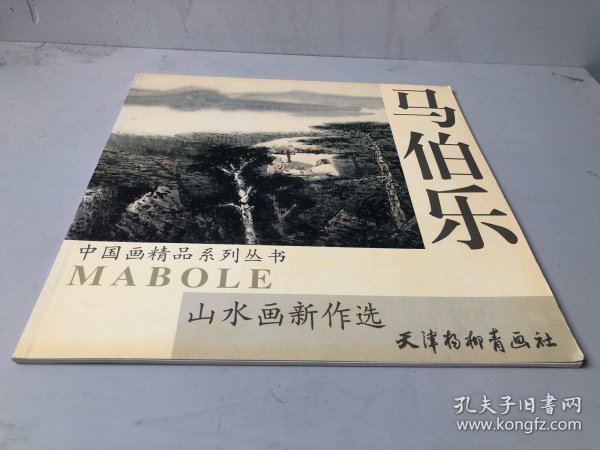 马伯乐
中国画精品系列丛书
MABOLE
山水画新作选
天津杨柳青画社
孔夫子旧书网
www.kongfz.com